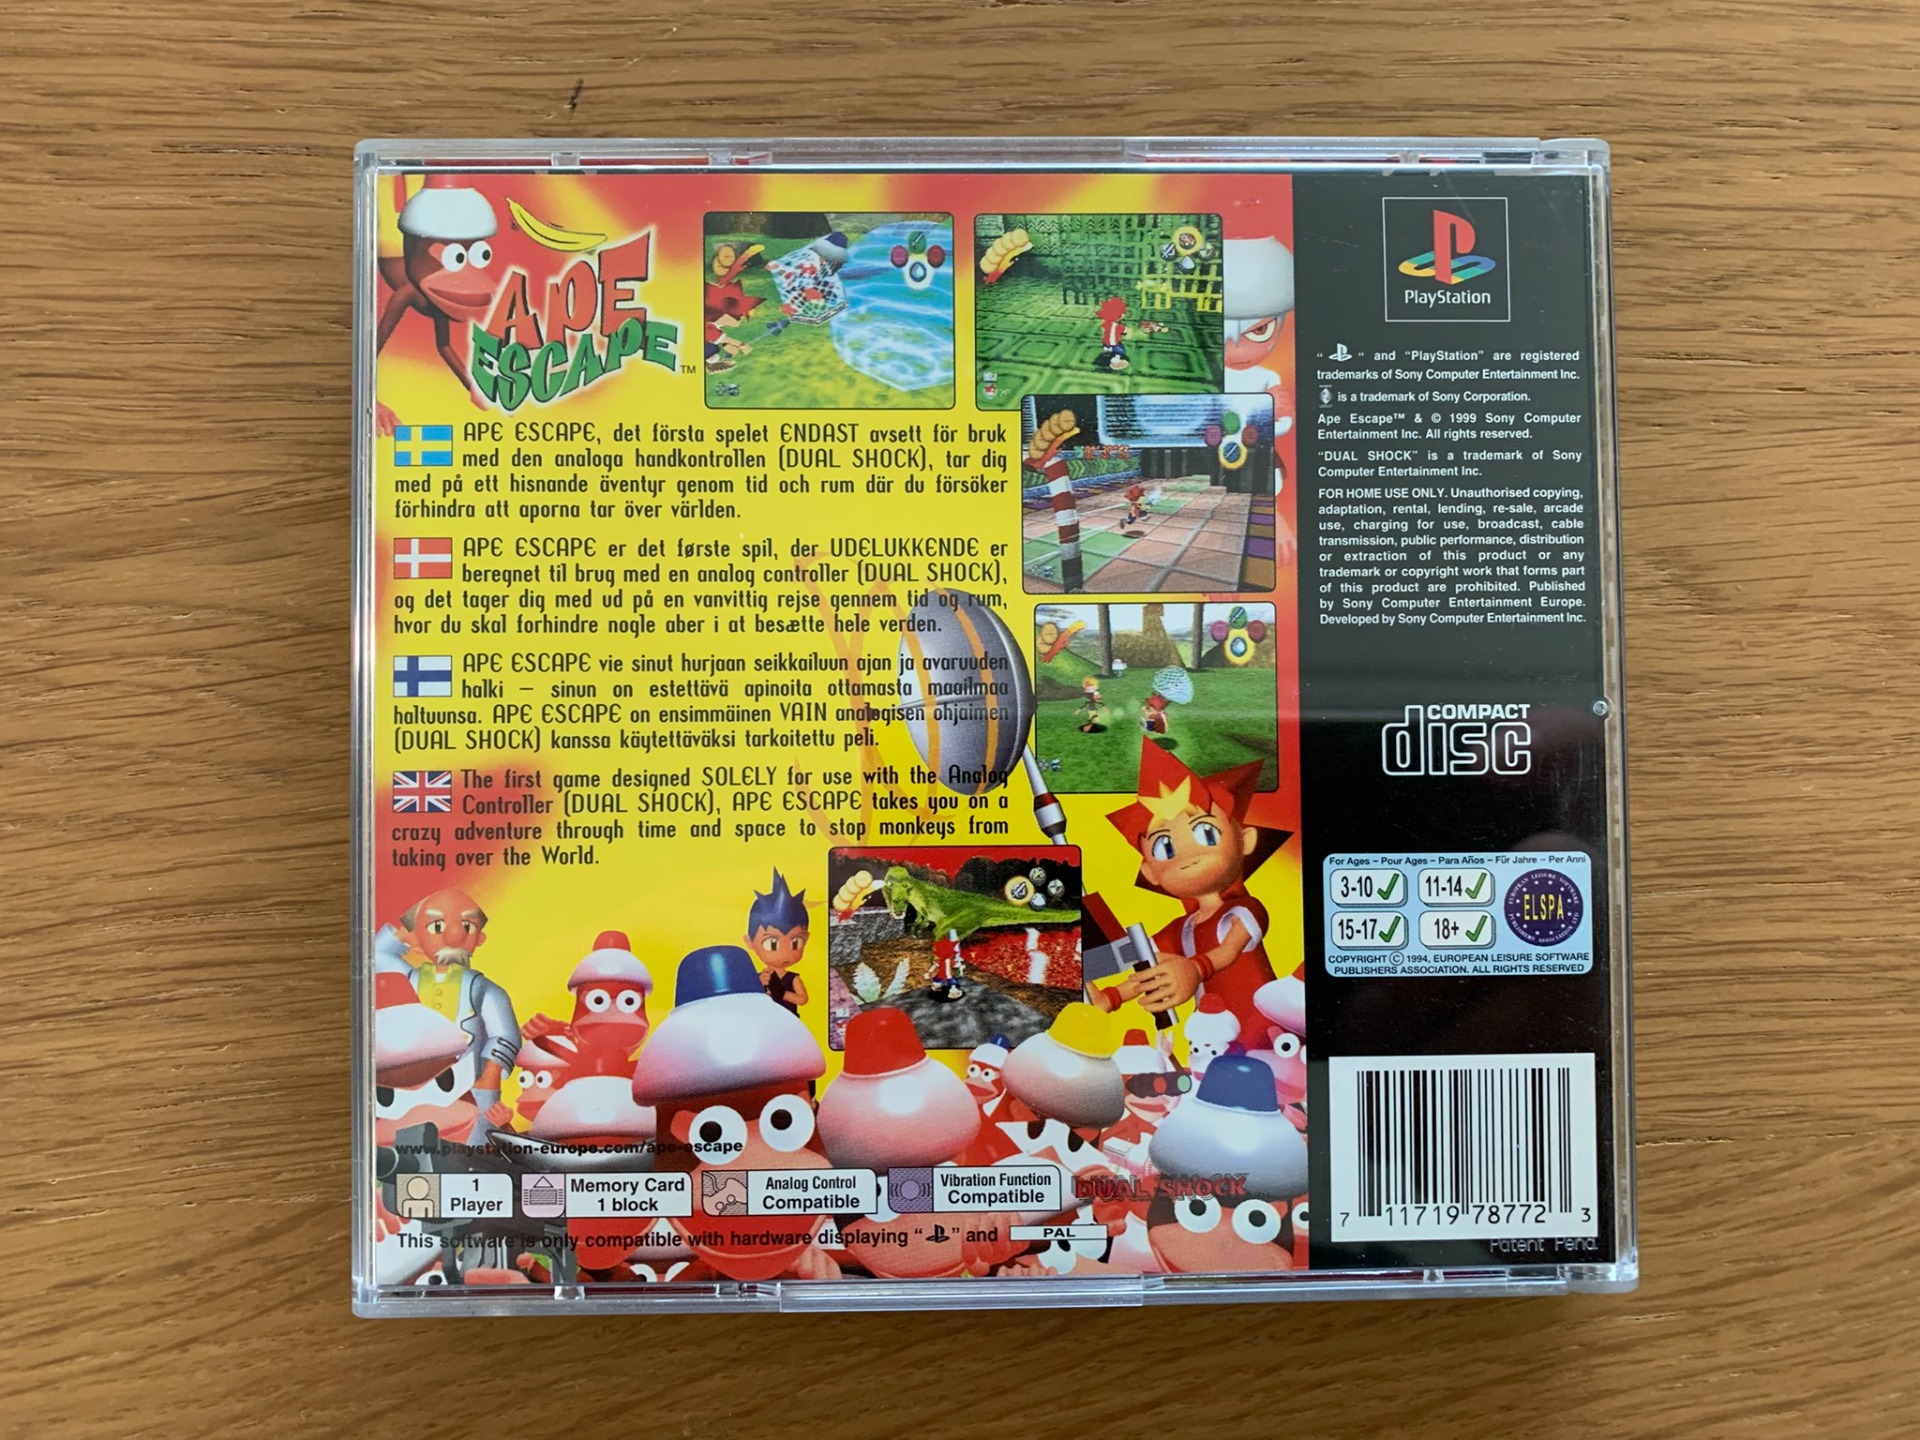 APE
ESCAPE™
APE ESCAPE, det första spelet ENDAST avsett för bruk
med den analoga handkontrollen (DUAL SHOCK), tar dig
med på ett hisnande äventyr genom tid och rum där du försöker
förhindra att aporna tar över världen.
APE ESCAPE er det første spil, der UDELUKKENDE er
beregnet til brug med en analog controller (DUAL SHOCK),
og det tager dig med ud på en vanvittig rejse gennem tid og rum,
hvor du skal forhindre nogle aber i at besætte hele verden.
APE ESCAPE vie sinut hurjaan seikkailuun ajan ja avaruuden
halki – sinun on estettävä apinoita ottamasta maailmaa
haltuunsa. APE ESCAPE on ensimmäinen VAIN analogisen ohjaimen
(DUAL SHOCK) kanssa käytettäväksi tarkoitettu peli.
The first game designed SOLELY for use with the Analog
Controller (DUAL SHOCK), APE ESCAPE takes you on a
crazy adventure through time and space to stop monkeys from
taking over the World.
www.playstation-europe.com/ape-escape
1
Player
Memory Card
1 block
Analog Control
Compatible
Vibration Function
Compatible
DUAL SHOCK
This software is only compatible with hardware displaying " " and PAL
PlayStation
" " and "PlayStation" are registered
trademarks of Sony Computer Entertainment Inc.
is a trademark of Sony Corporation.
Ape Escape™ & © 1999 Sony Computer
Entertainment Inc. All rights reserved.
"DUAL SHOCK" is a trademark of Sony
Computer Entertainment Inc.
FOR HOME USE ONLY. Unauthorised copying,
adaptation, rental, lending, re-sale, arcade
use, charging for use, broadcast, cable
transmission, public performance, distribution
or extraction of this product or any
trademark or copyright work that forms part
of this product are prohibited. Published
by Sony Computer Entertainment Europe.
Developed by Sony Computer Entertainment Inc.
COMPACT
disc
For Ages – Pour Ages – Para Años – Für Jahre – Per Anni
3-10 11-14
15-17 18+
EUROPEAN LEISURE SOFTWARE
ELSPA
PUBLISHERS ASSOCIATION LTD
COPYRIGHT © 1994, EUROPEAN LEISURE SOFTWARE
PUBLISHERS ASSOCIATION. ALL RIGHTS RESERVED
7 11719 78772 3
Patent Pend.